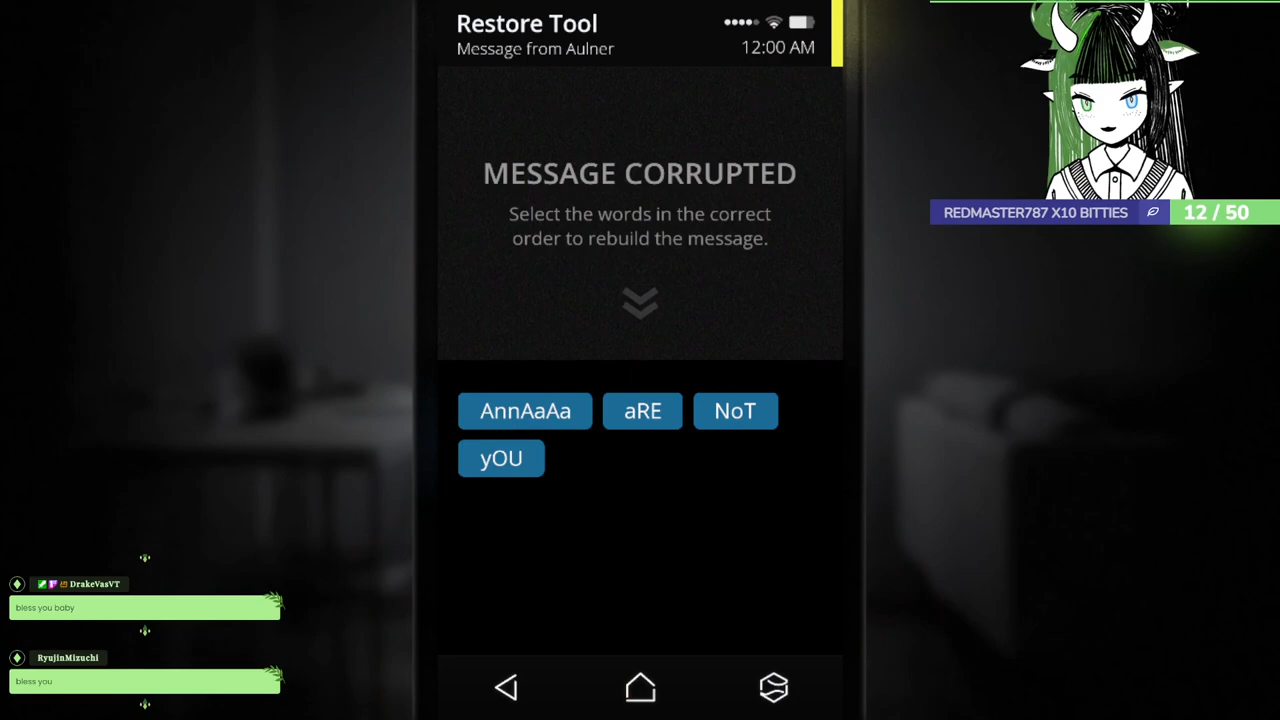 Restore Tool
Message from Aulner
12:00 AM
MESSAGE CORRUPTED
Select the words in the correct
order to rebuild the message.
AnnAaAa aRE NoT
yOU
REDMASTER787 X10 BITTIES 12 / 50
DrakeVasVT
bless you baby
RyujinMizuchi
bless you